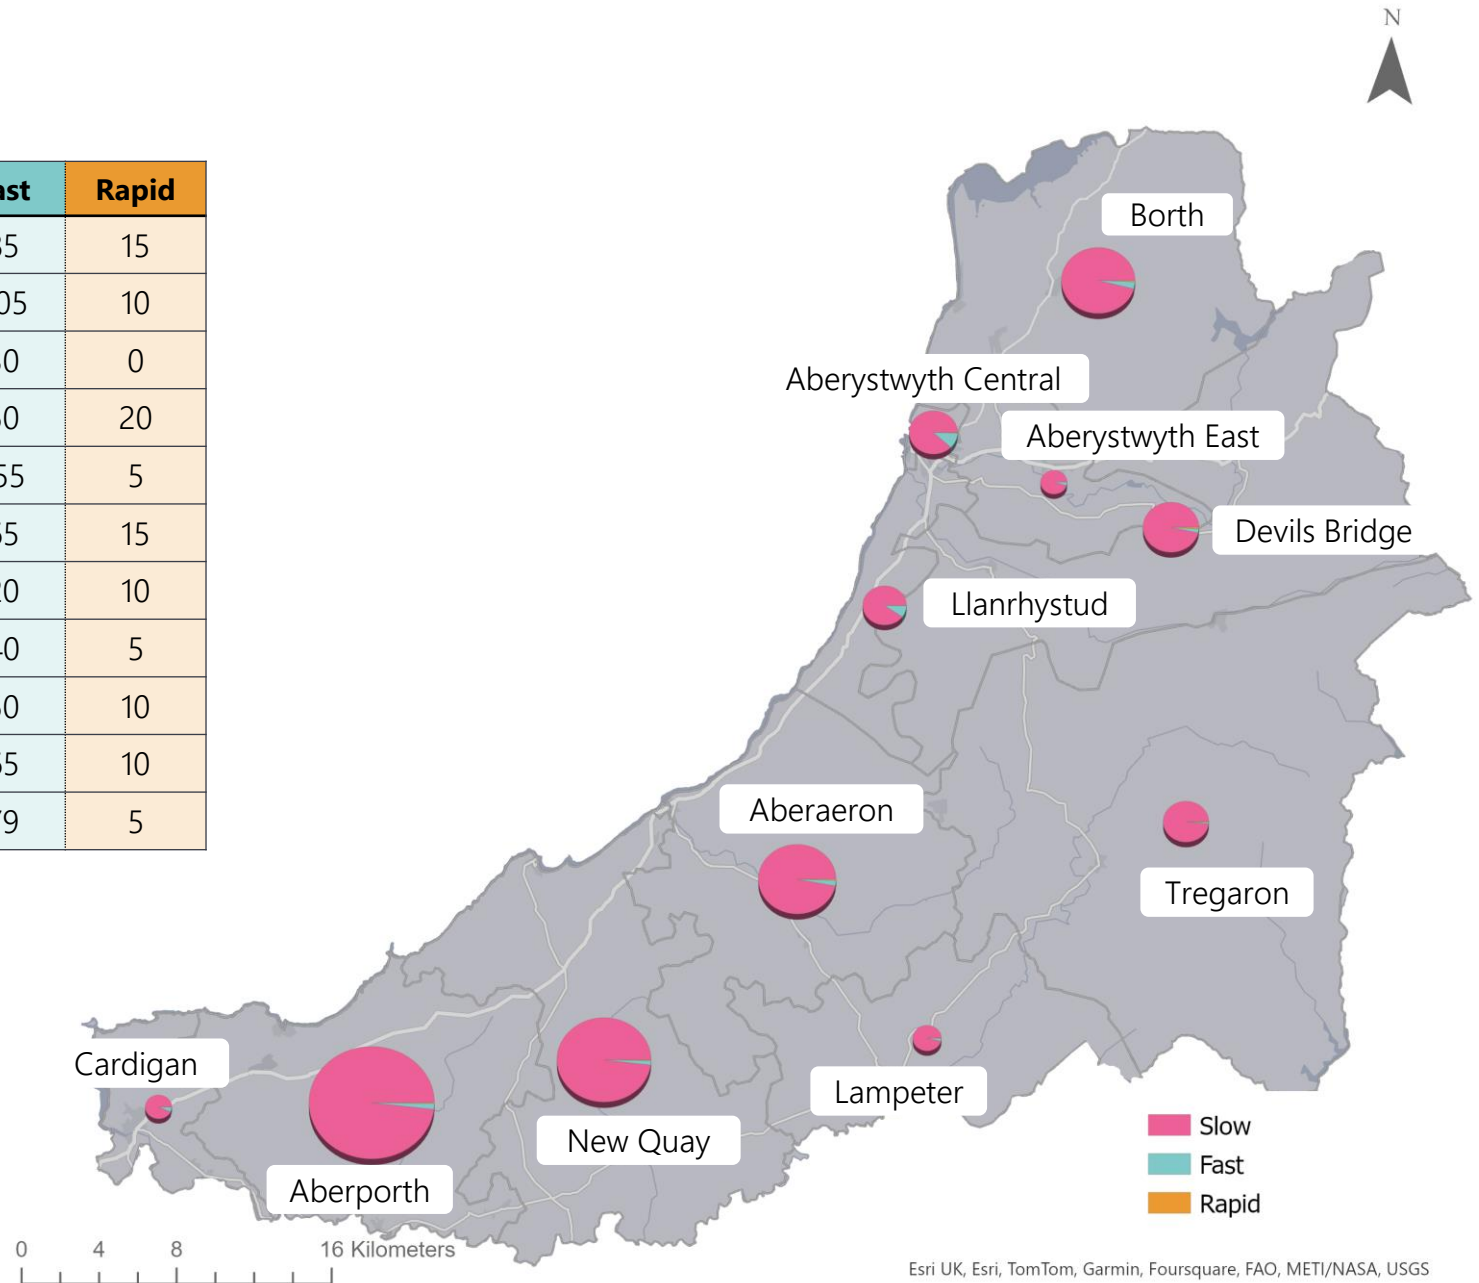 N
Rapid
15
10
0
20
5
15
10
5
10
10
5
Borth
Aberystwyth Central
Aberystwyth East
Devils Bridge
Llanrhystud
Aberaeron
Tregaron
Cardigan
Lampeter
New Quay
Aberporth
Slow
Fast
Rapid
0 4 8 16 Kilometers
Esri UK, Esri, TomTom, Garmin, Foursquare, FAO, METI/NASA, USGS